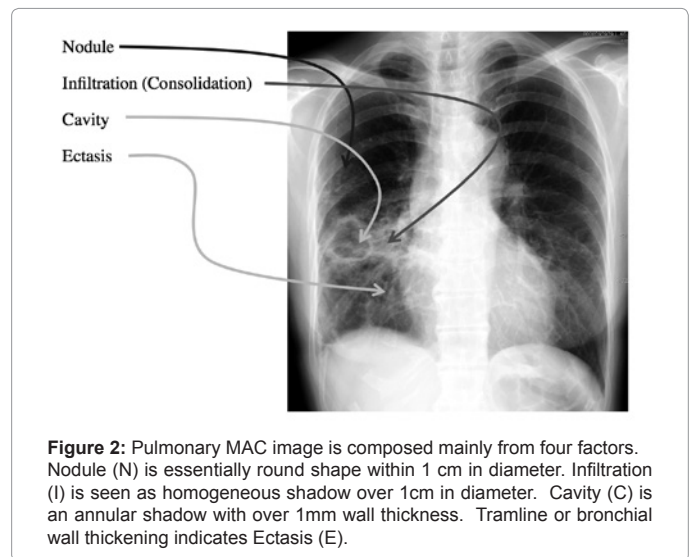 Nodule
Infiltration (Consolidation)
Cavity
Ectasis
Figure 2: Pulmonary MAC image is composed mainly from four factors.
Nodule (N) is essentially round shape within 1 cm in diameter. Infiltration
(I) is seen as homogeneous shadow over 1cm in diameter. Cavity (C) is
an annular shadow with over 1mm wall thickness. Tramline or bronchial
wall thickening indicates Ectasis (E).